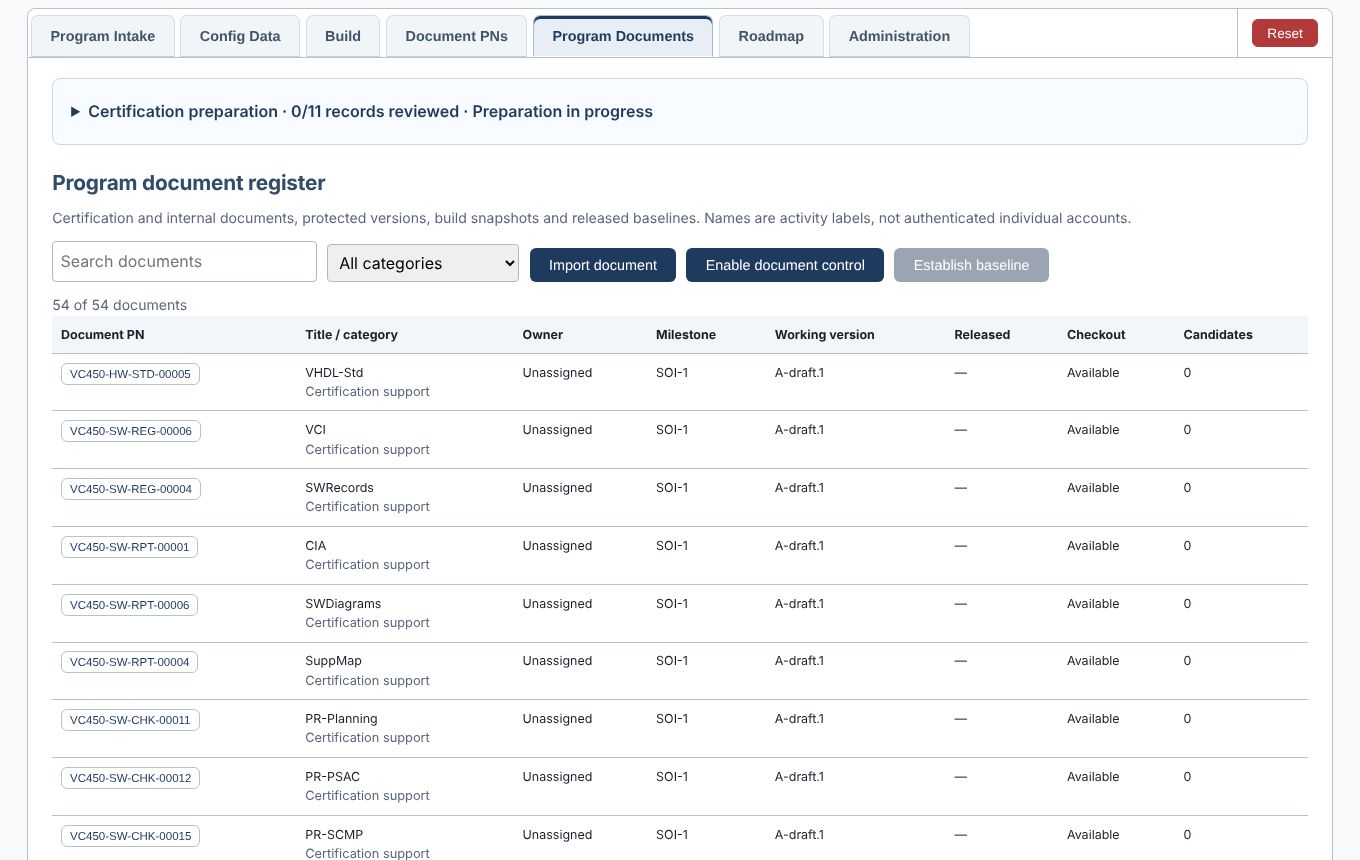 Program Intake Config Data Build Document PNs Program Documents Roadmap Administration Reset
▶ Certification preparation · 0/11 records reviewed · Preparation in progress
Program document register
Certification and internal documents, protected versions, build snapshots and released baselines. Names are activity labels, not authenticated individual accounts.
Search documents All categories Import document Enable document control Establish baseline
54 of 54 documents
Document PN Title / category Owner Milestone Working version Released Checkout Candidates
VC450-HW-STD-00005 VHDL-Std Unassigned SOI-1 A-draft.1 — Available 0
Certification support
VC450-SW-REG-00006 VCI Unassigned SOI-1 A-draft.1 — Available 0
Certification support
VC450-SW-REG-00004 SWRecords Unassigned SOI-1 A-draft.1 — Available 0
Certification support
VC450-SW-RPT-00001 CIA Unassigned SOI-1 A-draft.1 — Available 0
Certification support
VC450-SW-RPT-00006 SWDiagrams Unassigned SOI-1 A-draft.1 — Available 0
Certification support
VC450-SW-RPT-00004 SuppMap Unassigned SOI-1 A-draft.1 — Available 0
Certification support
VC450-SW-CHK-00011 PR-Planning Unassigned SOI-1 A-draft.1 — Available 0
Certification support
VC450-SW-CHK-00012 PR-PSAC Unassigned SOI-1 A-draft.1 — Available 0
Certification support
VC450-SW-CHK-00015 PR-SCMP Unassigned SOI-1 A-draft.1 — Available 0
Certification support